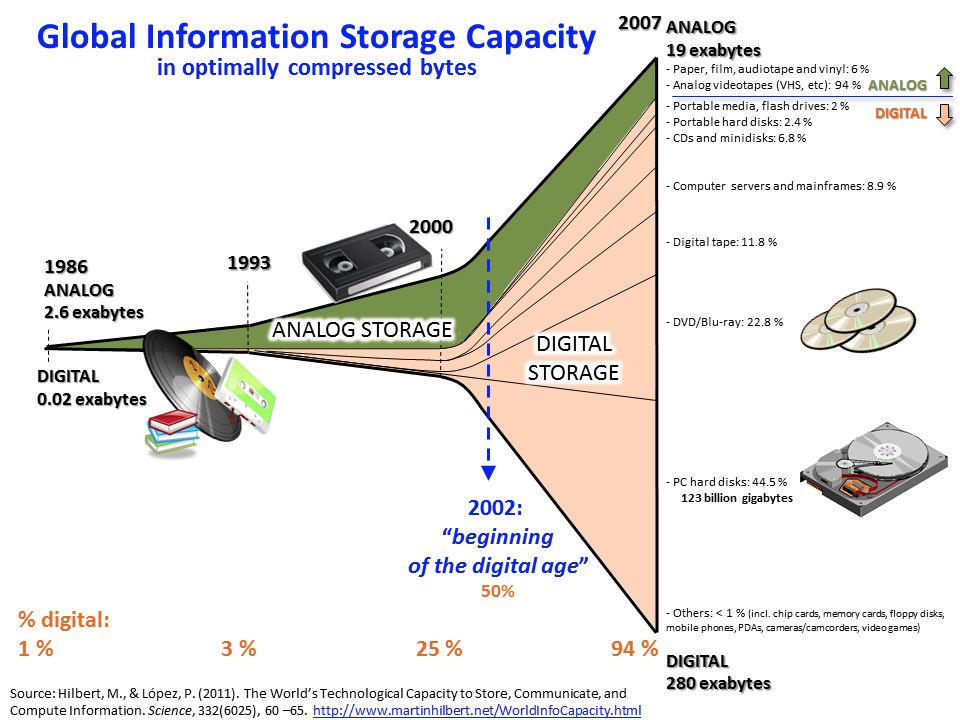 Global Information Storage Capacity
in optimally compressed bytes
2007
ANALOG
19 exabytes
- Paper, film, audiotape and vinyl: 6 %
- Analog videotapes (VHS, etc): 94 %
ANALOG
DIGITAL
- Portable media, flash drives: 2 %
- Portable hard disks: 2.4 %
- CDs and minidisks: 6.8 %
- Computer servers and mainframes: 8.9 %
- Digital tape: 11.8 %
- DVD/Blu-ray: 22.8 %
- PC hard disks: 44.5 %
123 billion gigabytes
- Others: < 1 % (incl. chip cards, memory cards, floppy disks,
mobile phones, PDAs, cameras/camcorders, video games)
DIGITAL
280 exabytes
1986
ANALOG
2.6 exabytes
DIGITAL
0.02 exabytes
1993
2000
ANALOG STORAGE
DIGITAL
STORAGE
2002:
“beginning
of the digital age”
50%
% digital:
1 %
3 %
25 %
94 %
Source: Hilbert, M., & López, P. (2011). The World’s Technological Capacity to Store, Communicate, and
Compute Information. Science, 332(6025), 60 –65. http://www.martinhilbert.net/WorldInfoCapacity.html